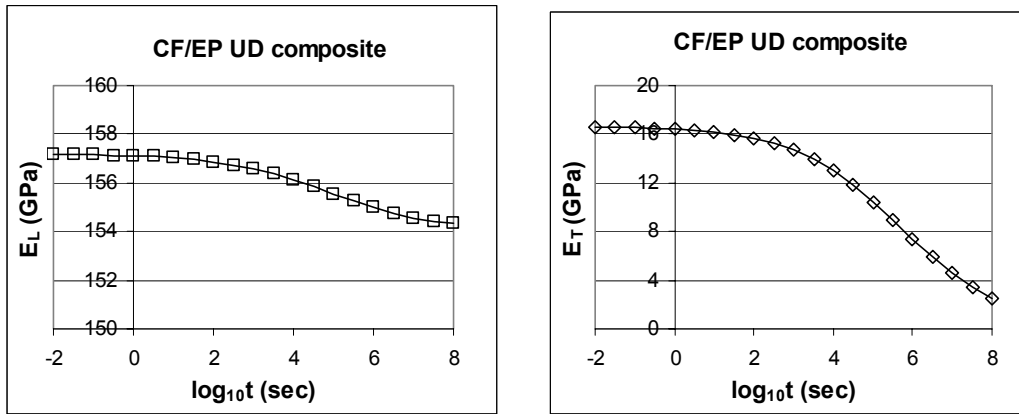 CF/EP UD composite
160
158
156
154
152
150
E_L (GPa)
-2 0 2 4 6 8
log₁₀t (sec)
CF/EP UD composite
20
16
12
8
4
0
E_T (GPa)
-2 0 2 4 6 8
log₁₀t (sec)